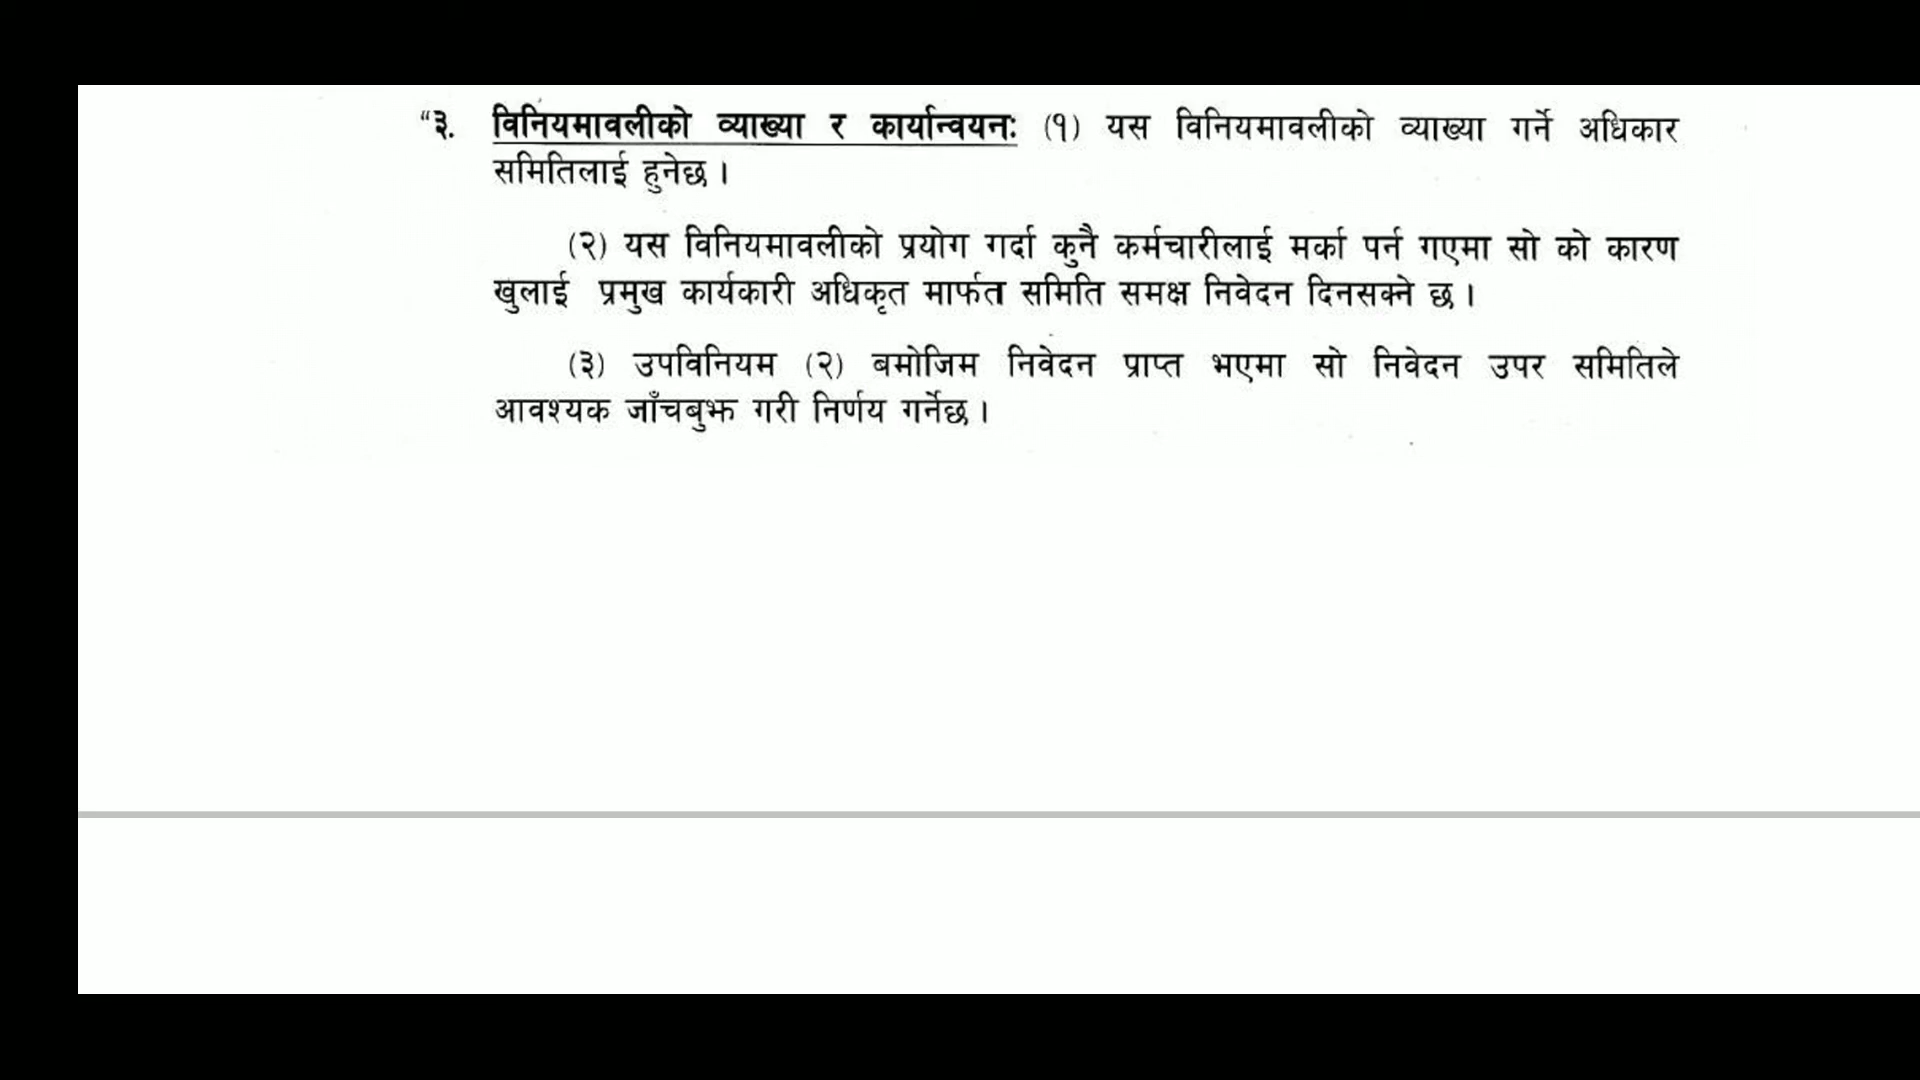 “३. विनियमावलीको व्याख्या र कार्यान्वयनः (१) यस विनियमावलीको व्याख्या गर्ने अधिकार
समितिलाई हुनेछ ।
(२) यस विनियमावलीको प्रयोग गर्दा कुनै कर्मचारीलाई मर्का पर्न गएमा सो को कारण
खुलाई प्रमुख कार्यकारी अधिकृत मार्फत समिति समक्ष निवेदन दिनसक्ने छ ।
(३) उपविनियम (२) बमोजिम निवेदन प्राप्त भएमा सो निवेदन उपर समितिले
आवश्यक जाँचबुझ गरी निर्णय गर्नेछ ।